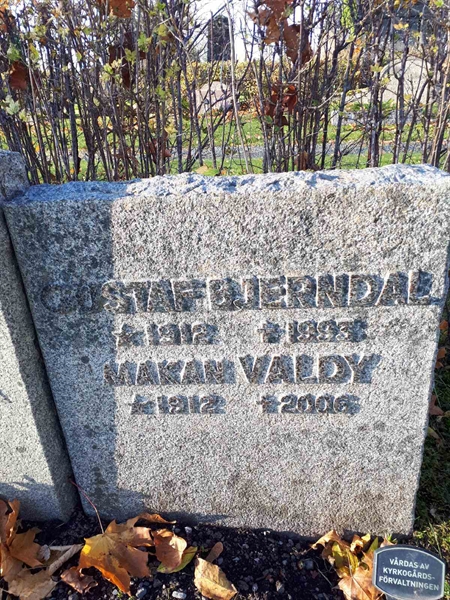 GUSTAF BJERNDAL
★ 1912 ✝ 1993
MAKAN VALDY
★ 1912 ✝ 2006
VÅRDAS AV
KYRKOGÅRDS-
FÖRVALTNINGEN